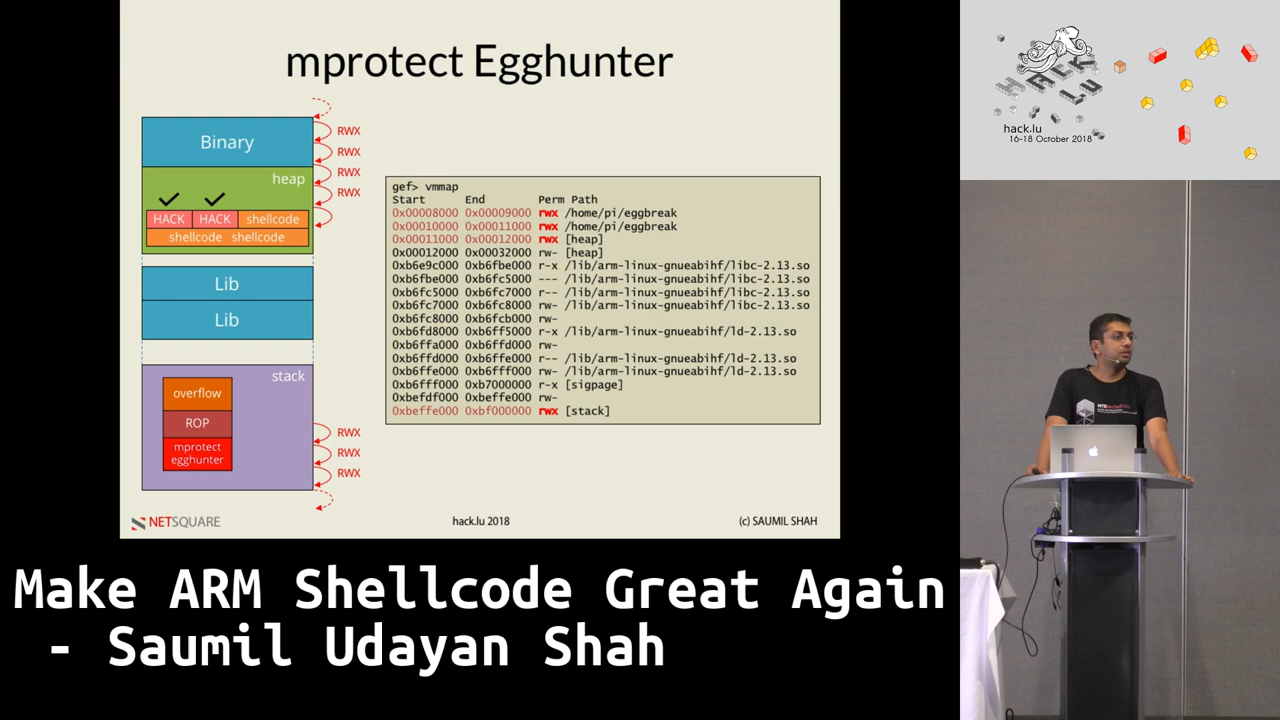 mprotect Egghunter
Binary
RWX
RWX
RWX
RWX
heap
HACK HACK shellcode
shellcode shellcode
Lib
Lib
stack
overflow
ROP
mprotect
egghunter
RWX
RWX
RWX
gef> vmmap
Start End Perm Path
0x00008000 0x00009000 rwx /home/pi/eggbreak
0x00010000 0x00011000 rwx /home/pi/eggbreak
0x00011000 0x00012000 rwx [heap]
0x00012000 0x00032000 rw- [heap]
0xb6e9c000 0xb6fbe000 r-x /lib/arm-linux-gnueabihf/libc-2.13.so
0xb6fbe000 0xb6fc5000 --- /lib/arm-linux-gnueabihf/libc-2.13.so
0xb6fc5000 0xb6fc7000 r-- /lib/arm-linux-gnueabihf/libc-2.13.so
0xb6fc7000 0xb6fc8000 rw- /lib/arm-linux-gnueabihf/libc-2.13.so
0xb6fc8000 0xb6fcb000 rw-
0xb6fd8000 0xb6ff5000 r-x /lib/arm-linux-gnueabihf/ld-2.13.so
0xb6ffa000 0xb6ffd000 rw-
0xb6ffd000 0xb6ffe000 r-- /lib/arm-linux-gnueabihf/ld-2.13.so
0xb6ffe000 0xb6fff000 rw- /lib/arm-linux-gnueabihf/ld-2.13.so
0xb6fff000 0xb7000000 r-x [sigpage]
0xbefdf000 0xbeffe000 rw-
0xbeffe000 0xbf000000 rwx [stack]
NETSQUARE
hack.lu 2018
(c) SAUMIL SHAH
HACK
LU
hack.lu
16-18 October 2018
Make ARM Shellcode Great Again
- Saumil Udayan Shah